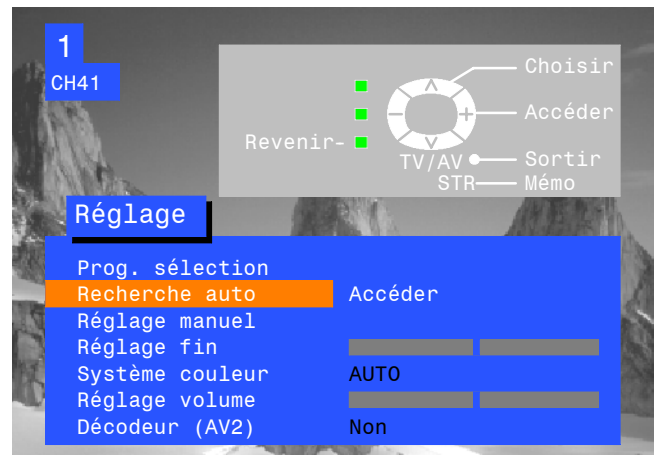 1
CH41
Choisir
Accéder
Revenir-
TV/AV Sortir
STR Mémo
Réglage
Prog. sélection
Recherche auto Accéder
Réglage manuel
Réglage fin
Système couleur AUTO
Réglage volume
Décodeur (AV2) Non